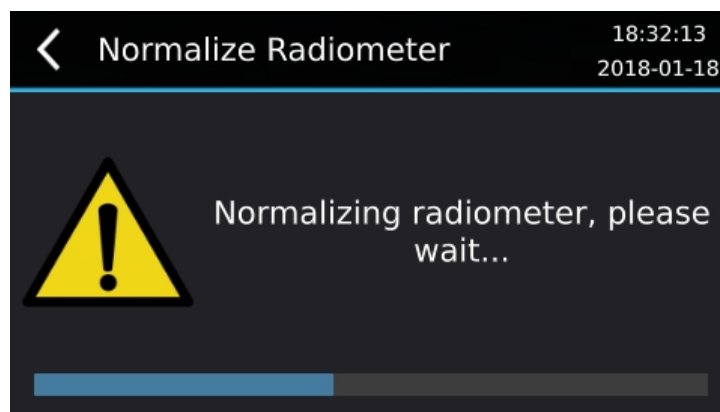 Normalize Radiometer
18:32:13
2018-01-18
Normalizing radiometer, please
wait...